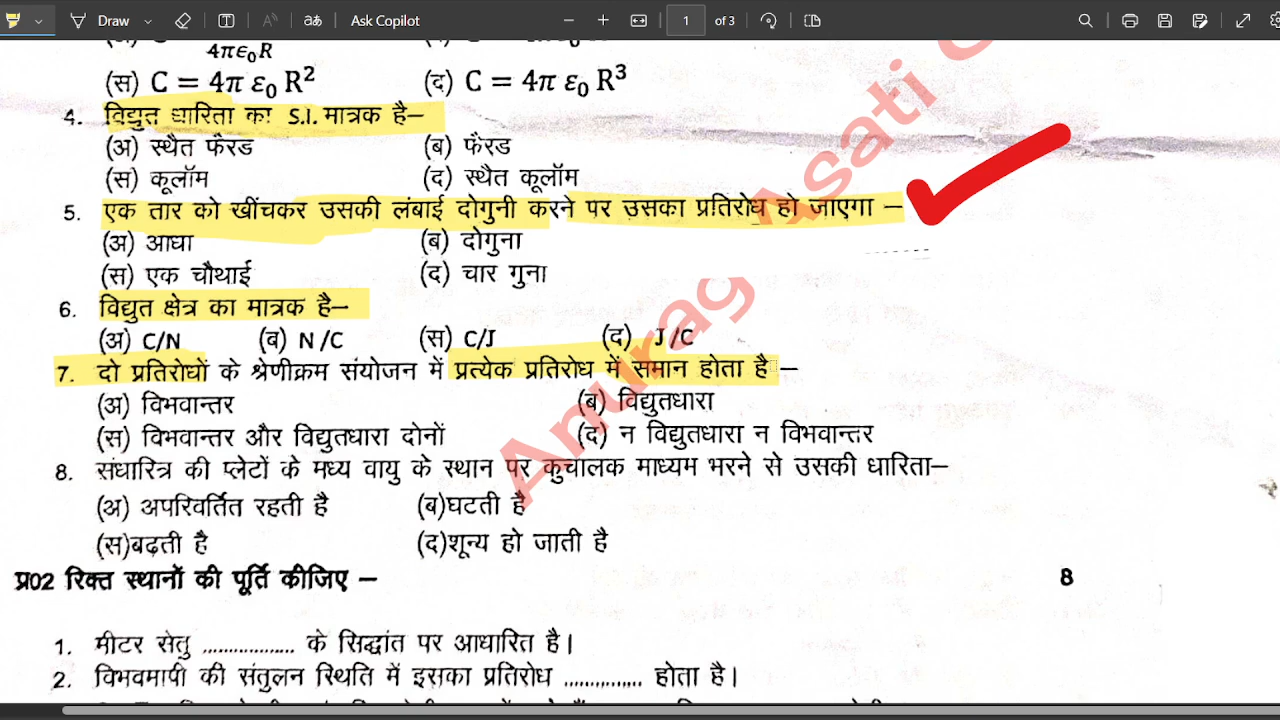 Draw Ask Copilot 1 of 3
4πϵ₀R
(स) C = 4π ε₀ R² (द) C = 4π ε₀ R³
4. विद्युत धारिता का S.I. मात्रक है–
(अ) स्थैत फैरड (ब) फैरड
(स) कूलॉम (द) स्थैत कूलॉम
5. एक तार को खींचकर उसकी लंबाई दोगुनी करने पर उसका प्रतिरोध हो जाएगा –
(अ) आधा (ब) दोगुना
(स) एक चौथाई (द) चार गुना
6. विद्युत क्षेत्र का मात्रक है–
(अ) C/N (ब) N/C (स) C/J (द) J/C
7. दो प्रतिरोधों के श्रेणीक्रम संयोजन में प्रत्येक प्रतिरोध में समान होता है–
(अ) विभवान्तर (ब) विद्युतधारा
(स) विभवान्तर और विद्युतधारा दोनों (द) न विद्युतधारा न विभवान्तर
8. संधारित्र की प्लेटों के मध्य वायु के स्थान पर कुचालक माध्यम भरने से उसकी धारिता–
(अ) अपरिवर्तित रहती है (ब)घटती है
(स)बढ़ती है (द)शून्य हो जाती है
प्र02 रिक्त स्थानों की पूर्ति कीजिए – 8
1. मीटर सेतु .................. के सिद्धांत पर आधारित है।
2. विभवमापी की संतुलन स्थिति में इसका प्रतिरोध ............... होता है।
Anurag Asati